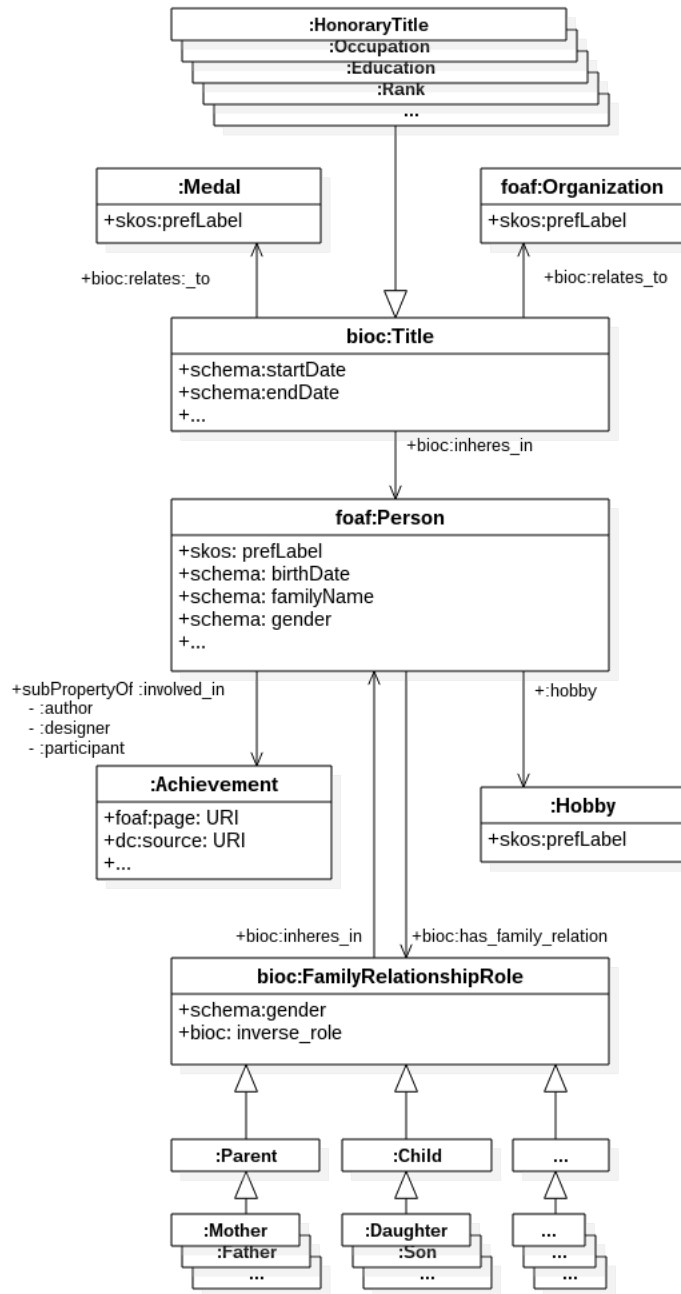 :HonoraryTitle
:Occupation
:Education
:Rank
...
:Medal
+skos:prefLabel
foaf:Organization
+skos:prefLabel
+bioc:relates:_to
+bioc:relates_to
bioc:Title
+schema:startDate
+schema:endDate
+...
+bioc:inheres_in
foaf:Person
+skos: prefLabel
+schema: birthDate
+schema: familyName
+schema: gender
+...
+subPropertyOf :involved_in
- :author
- :designer
- :participant
+:hobby
:Achievement
+foaf:page: URI
+dc:source: URI
+...
:Hobby
+skos:prefLabel
+bioc:inheres_in
+bioc:has_family_relation
bioc:FamilyRelationshipRole
+schema:gender
+bioc: inverse_role
:Parent
:Child
...
:Mother
:Father
...
:Daughter
:Son
...
...
...
...